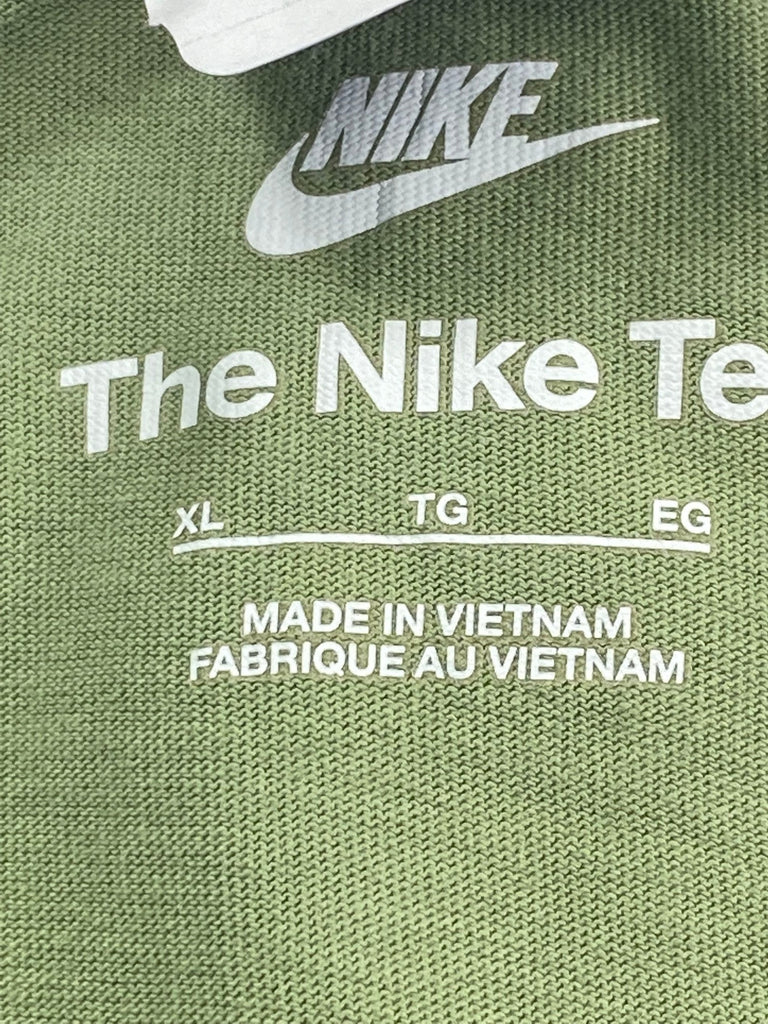 NIKE
The Nike Te
XL TG EG
MADE IN VIETNAM
FABRIQUE AU VIETNAM